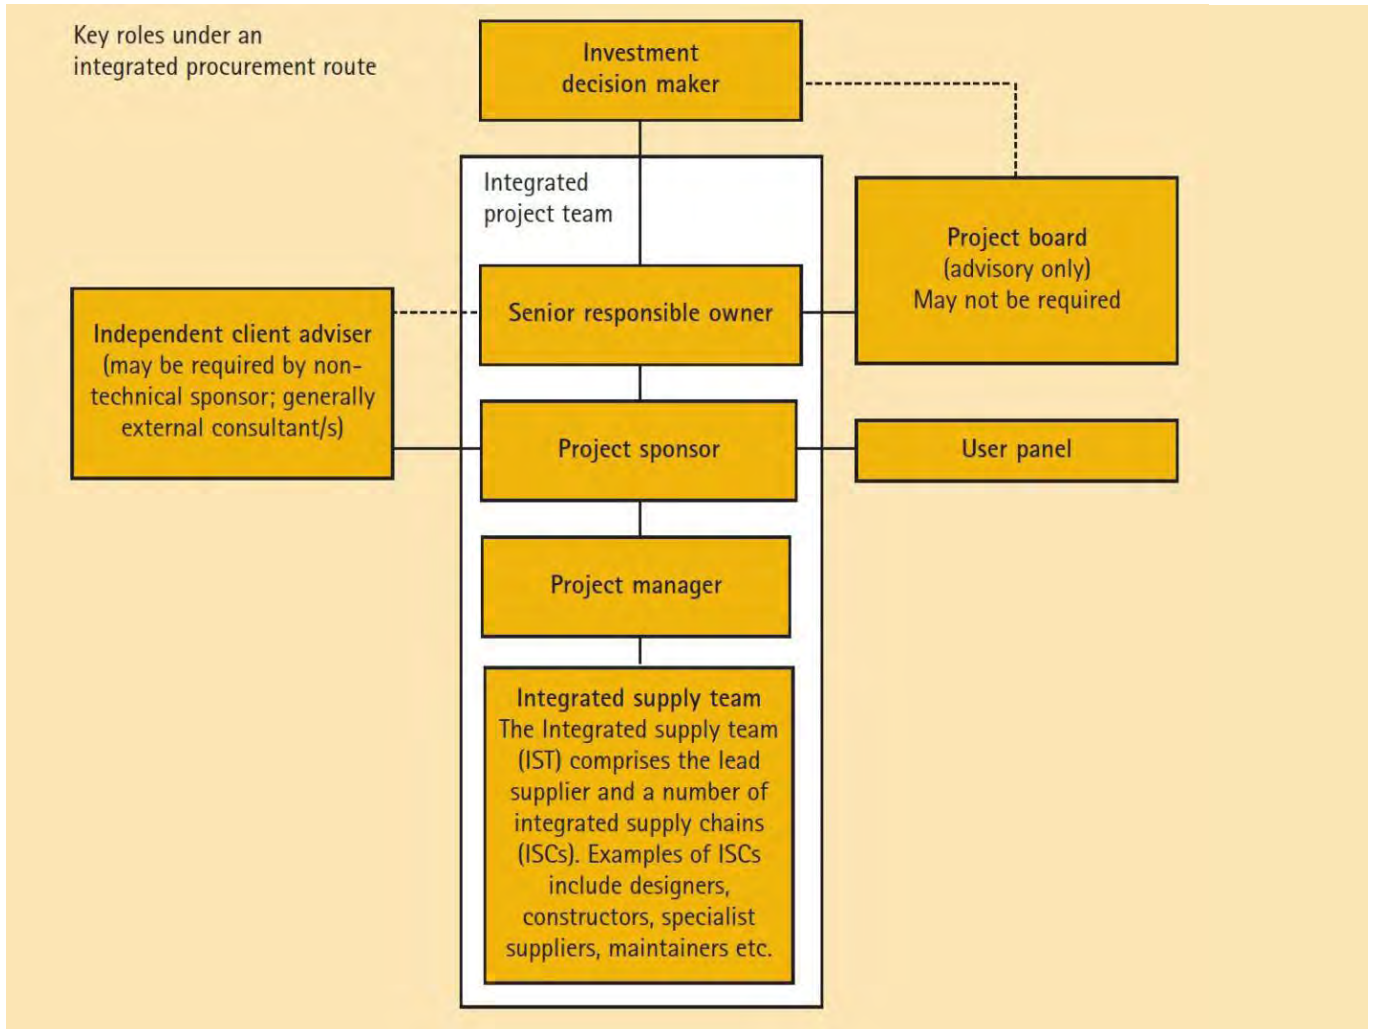 Key roles under an
integrated procurement route
Investment
decision maker
Integrated
project team
Project board
(advisory only)
May not be required
Senior responsible owner
Independent client adviser
(may be required by non-
technical sponsor; generally
external consultant/s)
Project sponsor
User panel
Project manager
Integrated supply team
The Integrated supply team
(IST) comprises the lead
supplier and a number of
integrated supply chains
(ISCs). Examples of ISCs
include designers,
constructors, specialist
suppliers, maintainers etc.